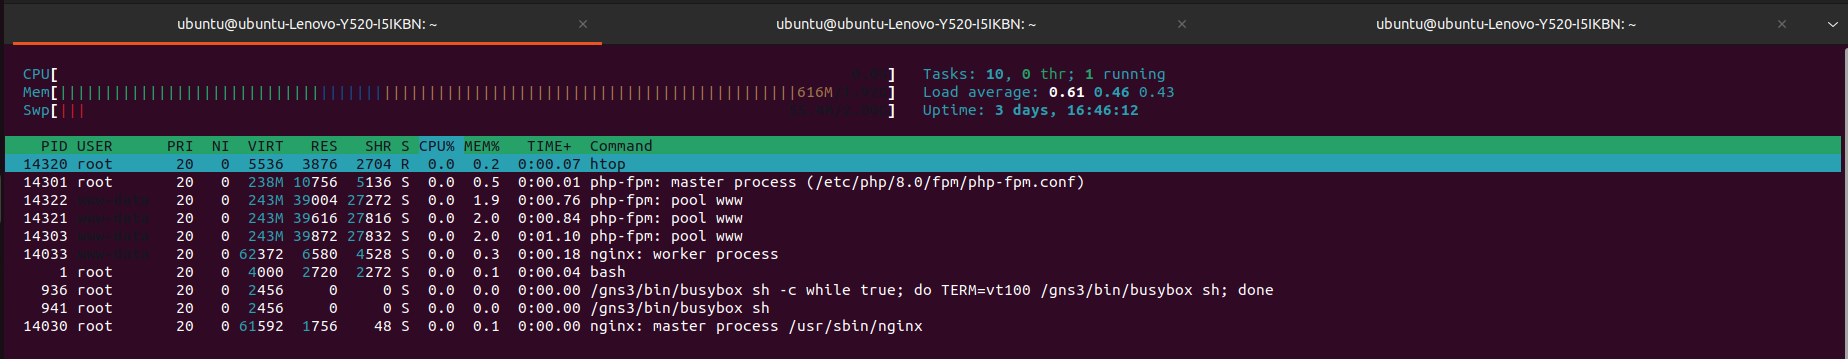 ubuntu@ubuntu-Lenovo-Y520-I5IKBN: ~ × ubuntu@ubuntu-Lenovo-Y520-I5IKBN: ~ × ubuntu@ubuntu-Lenovo-Y520-I5IKBN: ~ ×
CPU[ ] Tasks: 10, 0 thr; 1 running
Mem[||||||||||||||||||||||||||||||||||||||||||||||||||||||||||||||||||||||||||||||||||616M ] Load average: 0.61 0.46 0.43
Swp[||| ] Uptime: 3 days, 16:46:12
PID USER PRI NI VIRT RES SHR S CPU% MEM% TIME+ Command
14320 root 20 0 5536 3876 2704 R 0.0 0.2 0:00.07 htop
14301 root 20 0 238M 10756 5136 S 0.0 0.5 0:00.01 php-fpm: master process (/etc/php/8.0/fpm/php-fpm.conf)
14322 20 0 243M 39004 27272 S 0.0 1.9 0:00.76 php-fpm: pool www
14321 20 0 243M 39616 27816 S 0.0 2.0 0:00.84 php-fpm: pool www
14303 20 0 243M 39872 27832 S 0.0 2.0 0:01.10 php-fpm: pool www
14033 20 0 62372 6580 4528 S 0.0 0.3 0:00.18 nginx: worker process
1 root 20 0 4000 2720 2272 S 0.0 0.1 0:00.04 bash
936 root 20 0 2456 0 0 S 0.0 0.0 0:00.00 /gns3/bin/busybox sh -c while true; do TERM=vt100 /gns3/bin/busybox sh; done
941 root 20 0 2456 0 0 S 0.0 0.0 0:00.00 /gns3/bin/busybox sh
14030 root 20 0 61592 1756 48 S 0.0 0.1 0:00.00 nginx: master process /usr/sbin/nginx